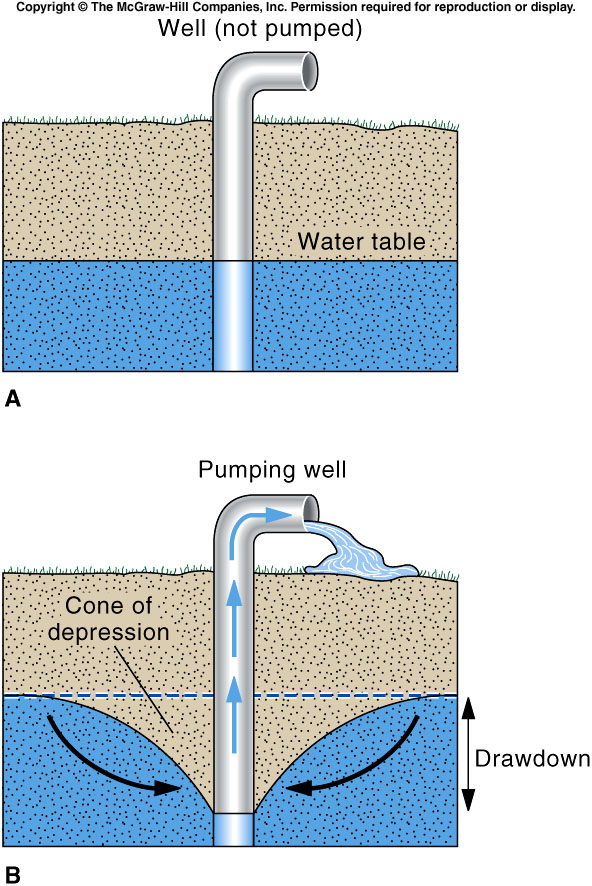 Copyright © The McGraw-Hill Companies, Inc. Permission required for reproduction or display.
Well (not pumped)
Water table
A
Pumping well
Cone of
depression
Drawdown
B